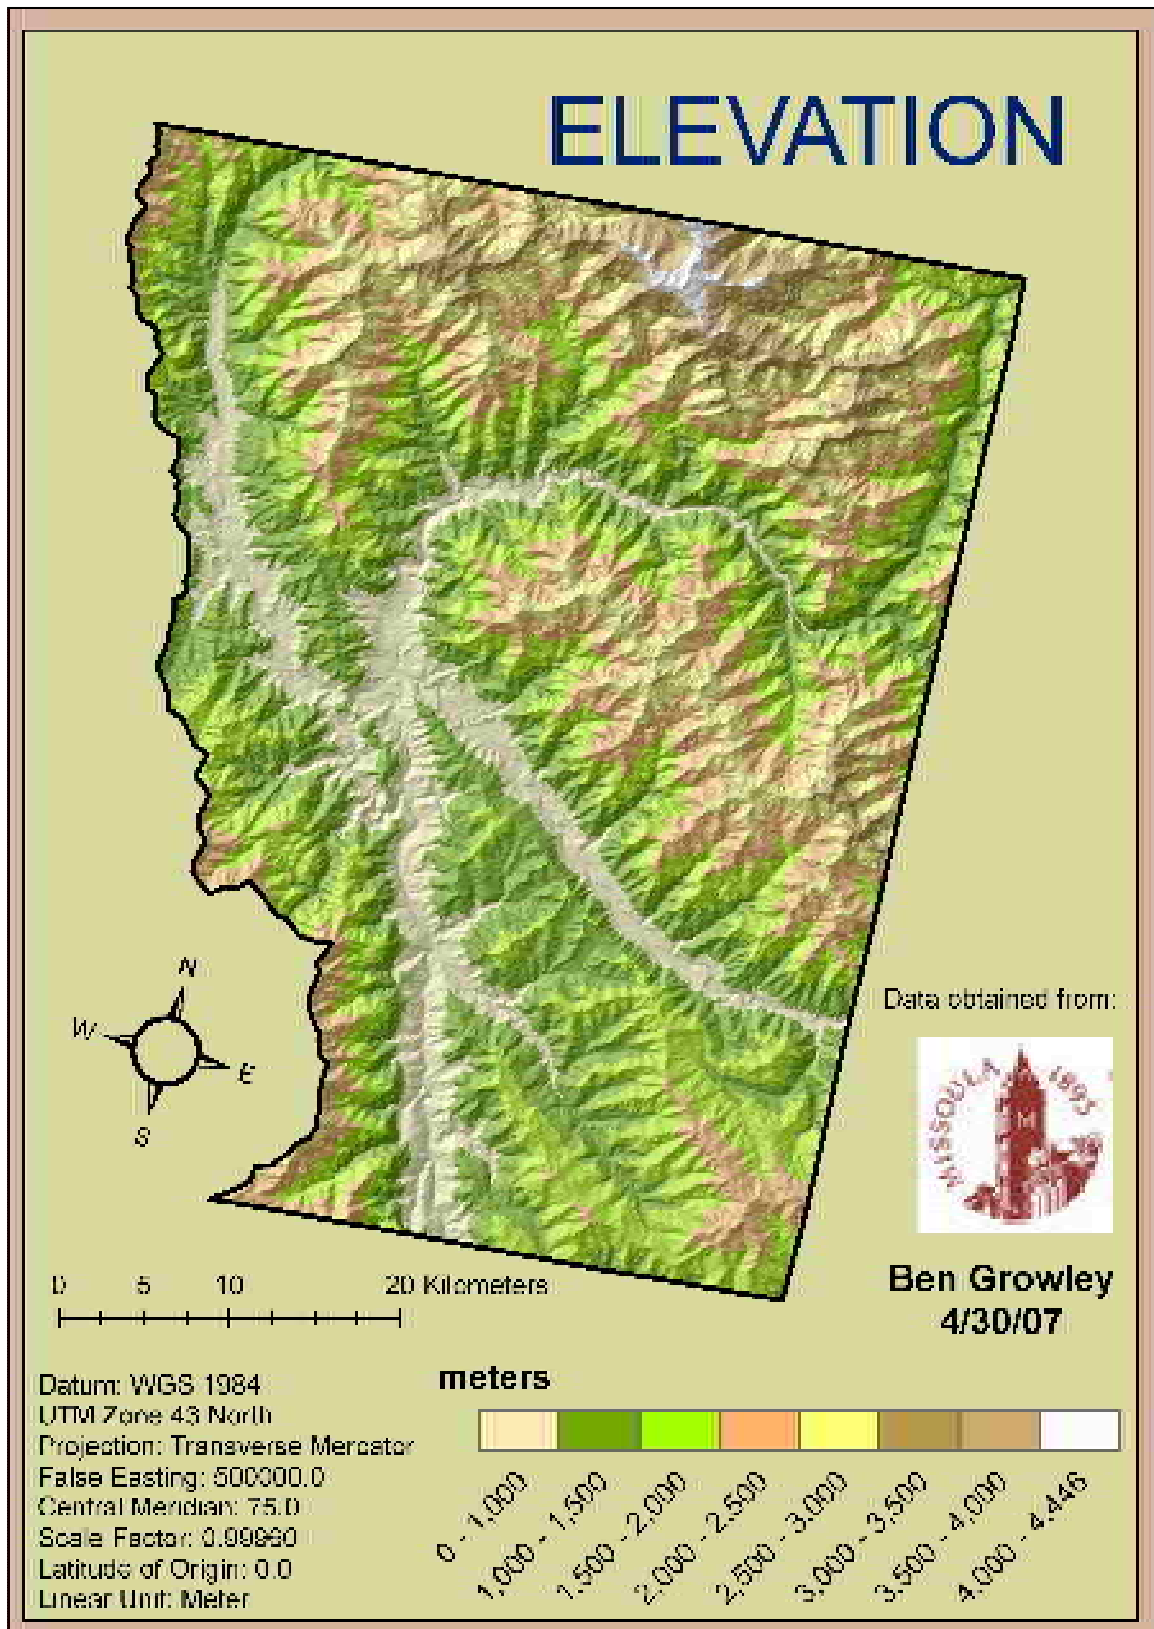 ELEVATION
N
W
E
S
Data obtained from:
MISSOULA 1893
M
Ben Growley
4/30/07
0 5 10 20 Kilometers
meters
Datum: WGS 1984
UTM Zone 43 North
Projection: Transverse Mercator
False Easting: 500000.0
Central Meridian: 75.0
Scale Factor: 0.99960
Latitude of Origin: 0.0
Linear Unit: Meter
0 - 1,000
1,000 - 1,500
1,500 - 2,000
2,000 - 2,500
2,500 - 3,000
3,000 - 3,500
3,500 - 4,000
4,000 - 4,446